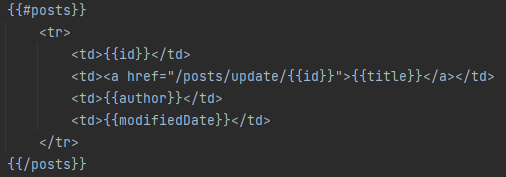 {{#posts}}
<tr>
<td>{{id}}</td>
<td><a href="/posts/update/{{id}}">{{title}}</a></td>
<td>{{author}}</td>
<td>{{modifiedDate}}</td>
</tr>
{{/posts}}